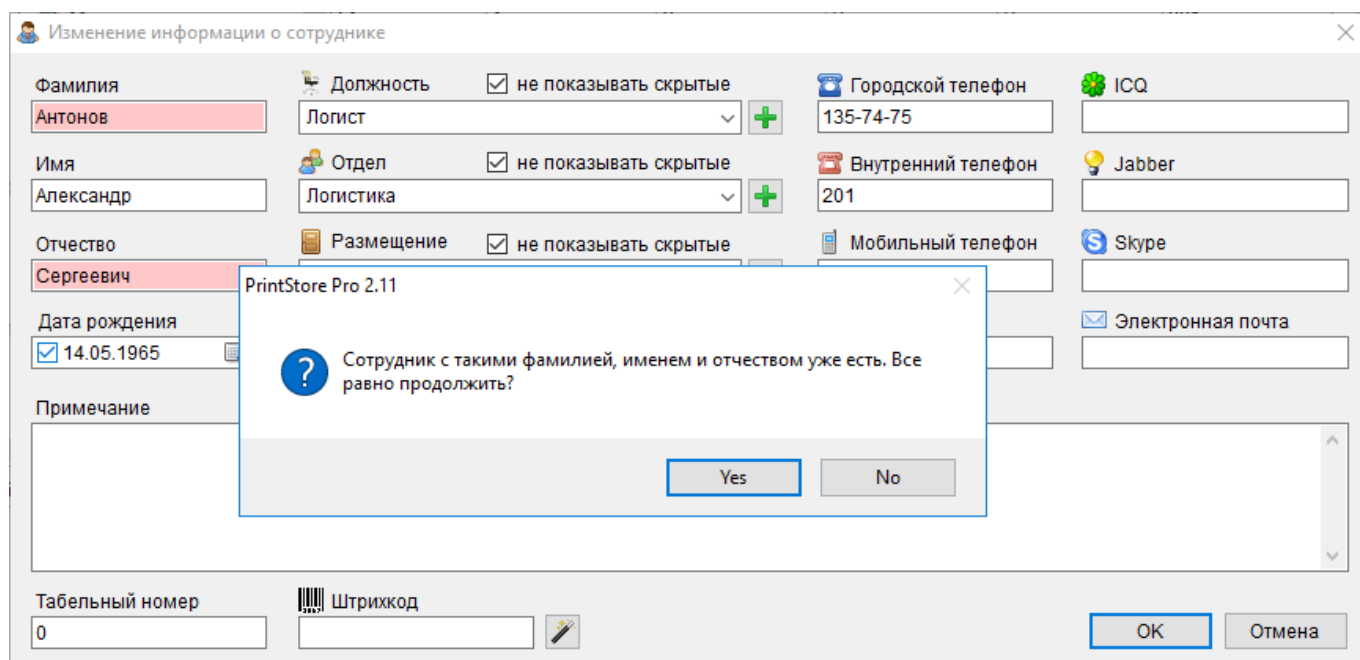 Изменение информации о сотруднике
Фамилия
Должность
не показывать скрытые
Городской телефон
ICQ
Антонов
Логист
135-74-75
Имя
Отдел
не показывать скрытые
Внутренний телефон
Jabber
Александр
Логистика
201
Отчество
Размещение
не показывать скрытые
Мобильный телефон
Skype
Сергеевич
Дата рождения
14.05.1965
Электронная почта
PrintStore Pro 2.11
Сотрудник с такими фамилией, именем и отчеством уже есть. Все
равно продолжить?
Yes
No
Примечание
Табельный номер
Штрихкод
0
OK
Отмена